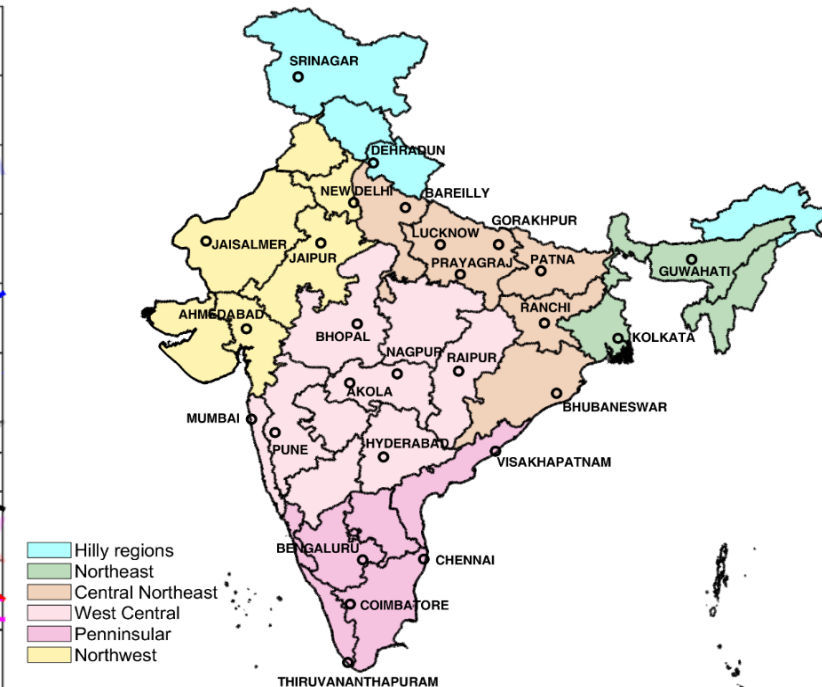 SRINAGAR
DEHRADUN
NEW DELHI
BAREILLY
GORAKHPUR
LUCKNOW
JAISALMER
JAIPUR
PRAYAGRAJ
PATNA
GUWAHATI
AHMEDABAD
RANCHI
BHOPAL
KOLKATA
NAGPUR
RAIPUR
AKOLA
BHUBANESWAR
MUMBAI
PUNE
HYDERABAD
VISAKHAPATNAM
BENGALURU
CHENNAI
COIMBATORE
THIRUVANANTHAPURAM
Hilly regions
Northeast
Central Northeast
West Central
Penninsular
Northwest